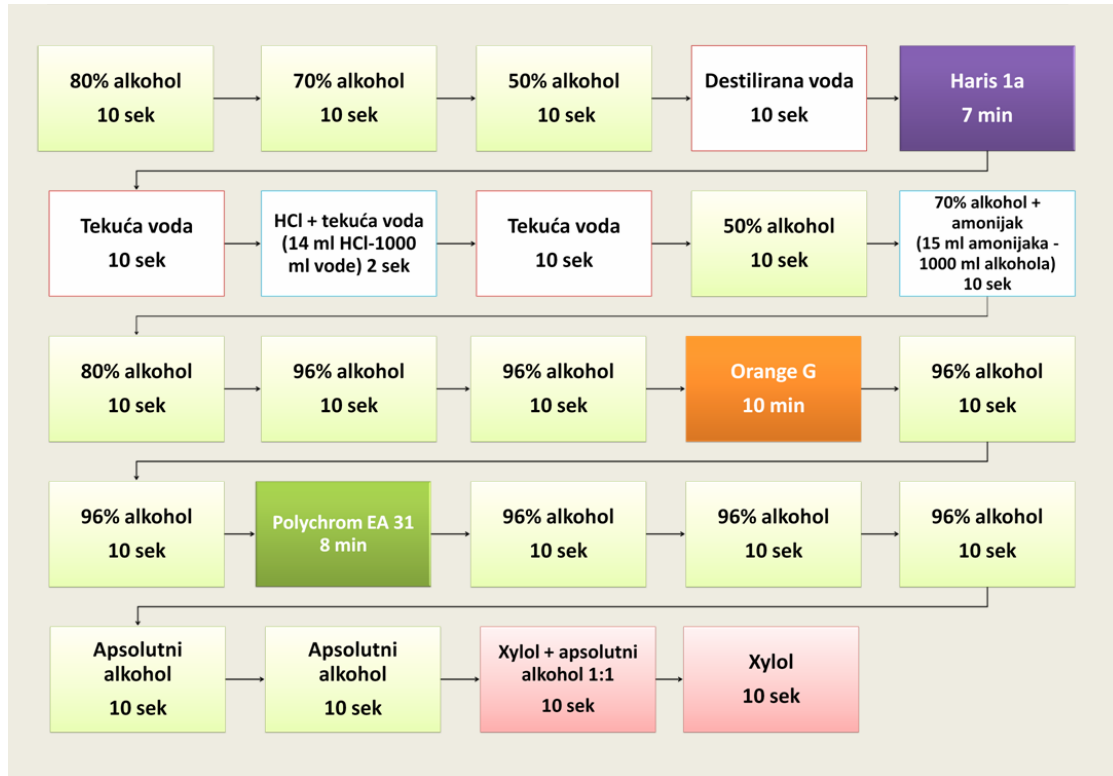 80% alkohol
10 sek
70% alkohol
10 sek
50% alkohol
10 sek
Destilirana voda
10 sek
Haris 1a
7 min
Tekuća voda
10 sek
HCl + tekuća voda
(14 ml HCl-1000
ml vode) 2 sek
Tekuća voda
10 sek
50% alkohol
10 sek
70% alkohol +
amonijak
(15 ml amonijaka -
1000 ml alkohola)
10 sek
80% alkohol
10 sek
96% alkohol
10 sek
96% alkohol
10 sek
Orange G
10 min
96% alkohol
10 sek
96% alkohol
10 sek
Polychrom EA 31
8 min
96% alkohol
10 sek
96% alkohol
10 sek
96% alkohol
10 sek
Apsolutni
alkohol
10 sek
Apsolutni
alkohol
10 sek
Xylol + apsolutni
alkohol 1:1
10 sek
Xylol
10 sek